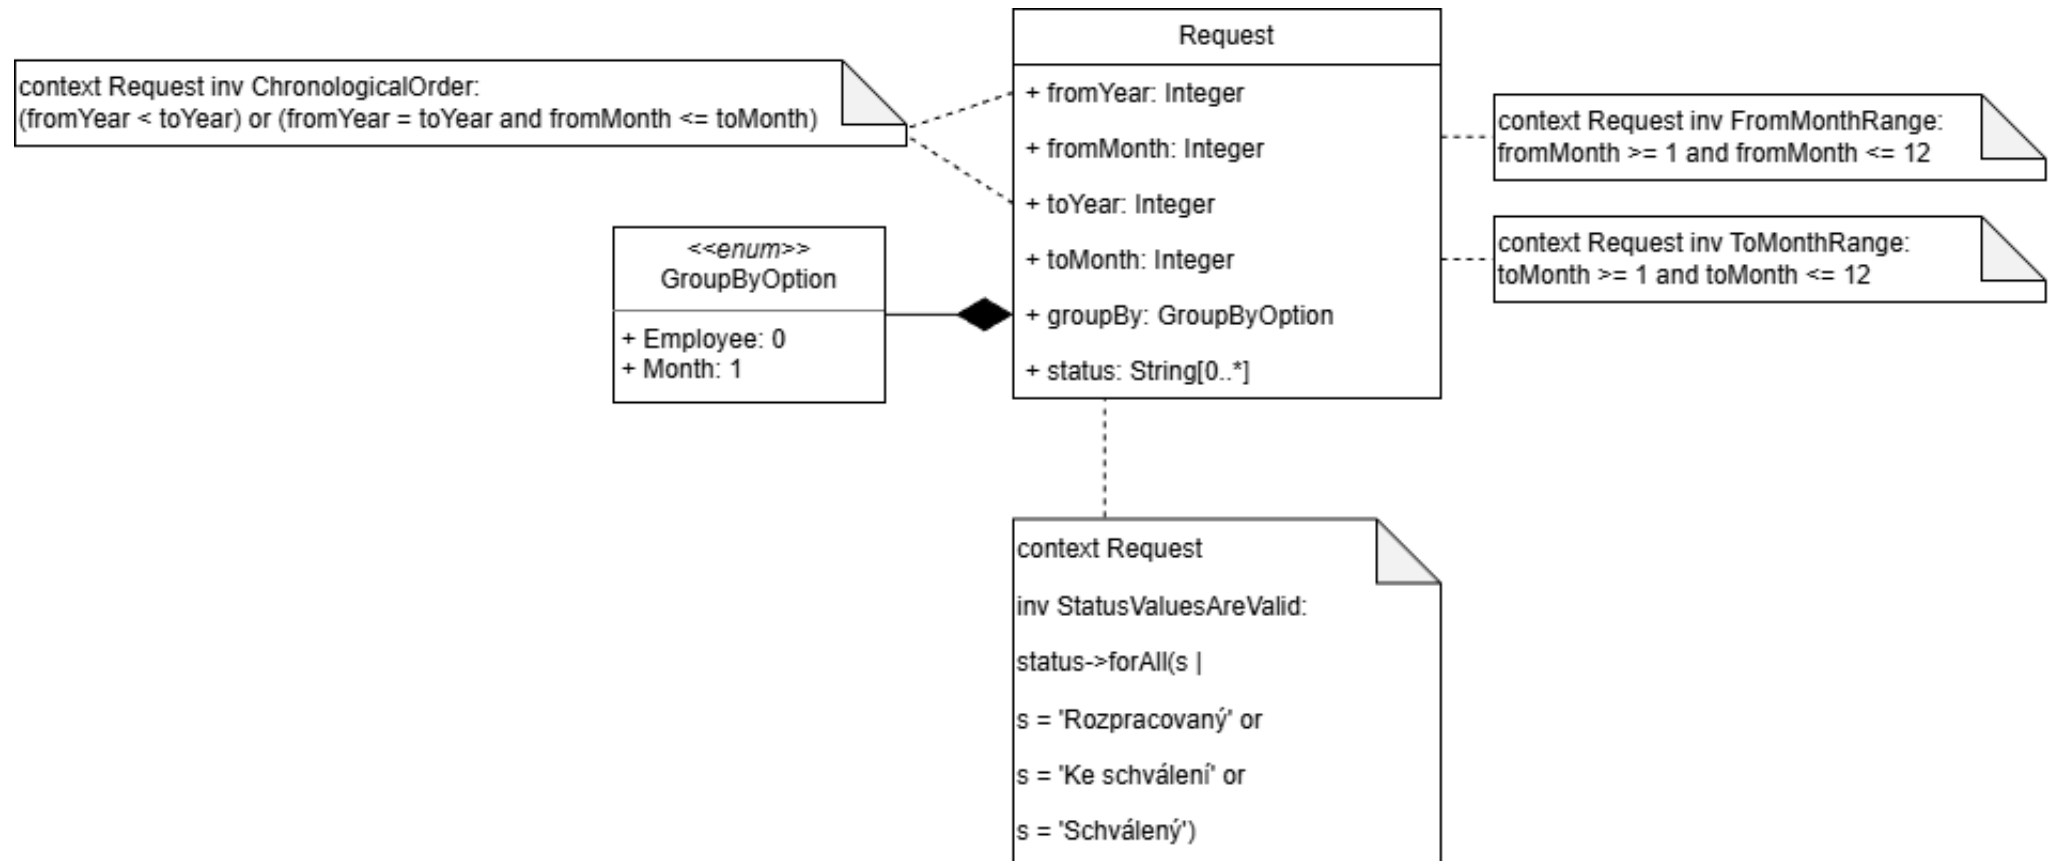 context Request inv ChronologicalOrder:
(fromYear < toYear) or (fromYear = toYear and fromMonth <= toMonth)
Request
+ fromYear: Integer
+ fromMonth: Integer
+ toYear: Integer
+ toMonth: Integer
+ groupBy: GroupByOption
+ status: String[0..*]
context Request inv FromMonthRange:
fromMonth >= 1 and fromMonth <= 12
context Request inv ToMonthRange:
toMonth >= 1 and toMonth <= 12
<<enum>>
GroupByOption
+ Employee: 0
+ Month: 1
context Request
inv StatusValuesAreValid:
status->forAll(s |
s = 'Rozpracovaný' or
s = 'Ke schválení' or
s = 'Schválený')